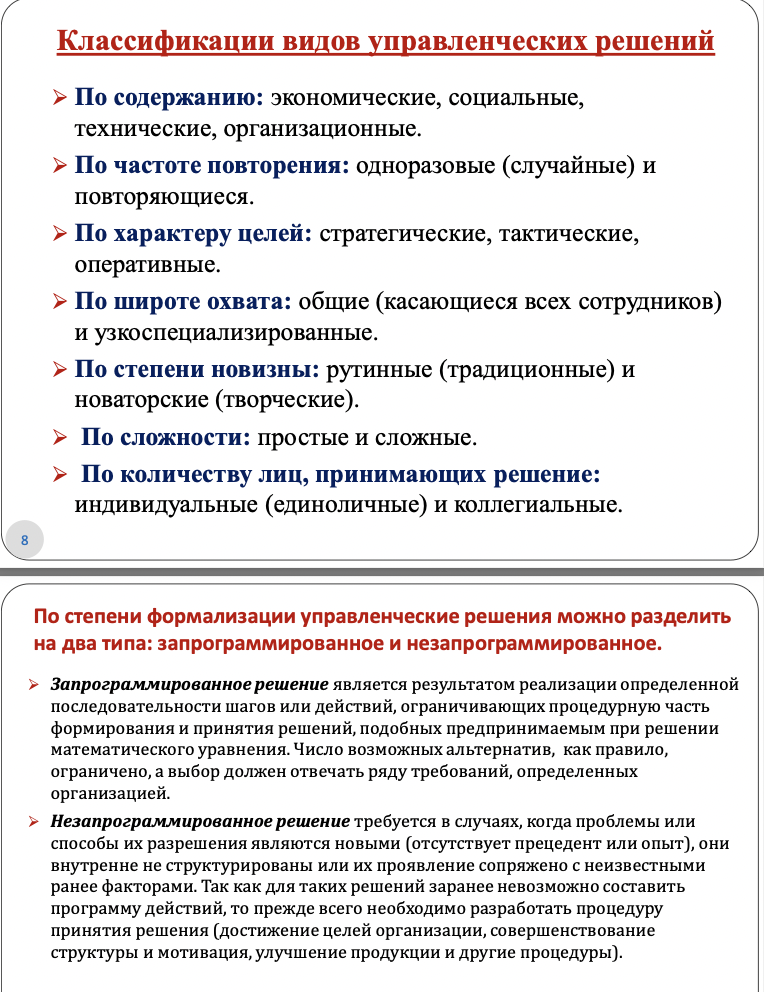 Классификации видов управленческих решений
➢ По содержанию: экономические, социальные,
технические, организационные.
➢ По частоте повторения: одноразовые (случайные) и
повторяющиеся.
➢ По характеру целей: стратегические, тактические,
оперативные.
➢ По широте охвата: общие (касающиеся всех сотрудников)
и узкоспециализированные.
➢ По степени новизны: рутинные (традиционные) и
новаторские (творческие).
➢ По сложности: простые и сложные.
➢ По количеству лиц, принимающих решение:
индивидуальные (единоличные) и коллегиальные.
8
По степени формализации управленческие решения можно разделить
на два типа: запрограммированное и незапрограммированное.
➢ Запрограммированное решение является результатом реализации определенной
последовательности шагов или действий, ограничивающих процедурную часть
формирования и принятия решений, подобных предпринимаемым при решении
математического уравнения. Число возможных альтернатив, как правило,
ограничено, а выбор должен отвечать ряду требований, определенных
организацией.
➢ Незапрограммированное решение требуется в случаях, когда проблемы или
способы их разрешения являются новыми (отсутствует прецедент или опыт), они
внутренне не структурированы или их проявление сопряжено с неизвестными
ранее факторами. Так как для таких решений заранее невозможно составить
программу действий, то прежде всего необходимо разработать процедуру
принятия решения (достижение целей организации, совершенствование
структуры и мотивация, улучшение продукции и другие процедуры).